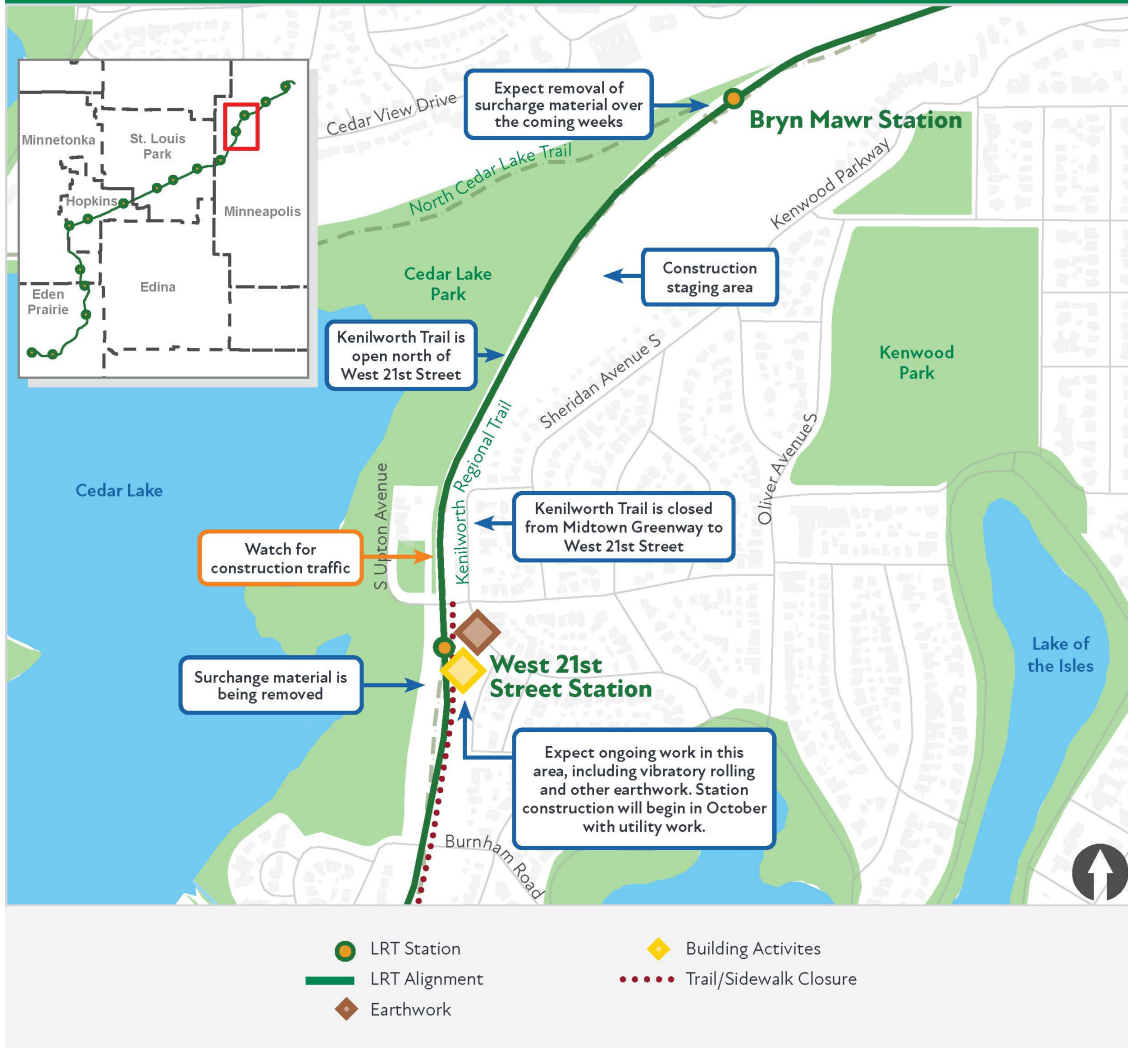 Minnetonka
St. Louis
Park
Hopkins
Minneapolis
Edina
Eden
Prairie
Cedar View Drive
Expect removal of
surcharge material over
the coming weeks
Bryn Mawr Station
North Cedar Lake Trail
Kenwood Parkway
Cedar Lake
Park
Construction
staging area
Kenilworth Trail is
open north of
West 21st Street
Sheridan Avenue S
Kenwood
Park
Kenilworth Regional Trail
Oliver Avenue S
Cedar Lake
S Upton Avenue
Kenilworth Trail is closed
from Midtown Greenway to
West 21st Street
Watch for
construction traffic
Lake of
the Isles
West 21st
Street Station
Surchange material is
being removed
Expect ongoing work in this
area, including vibratory rolling
and other earthwork. Station
construction will begin in October
with utility work.
Burnham Road
LRT Station
LRT Alignment
Earthwork
Building Activites
Trail/Sidewalk Closure